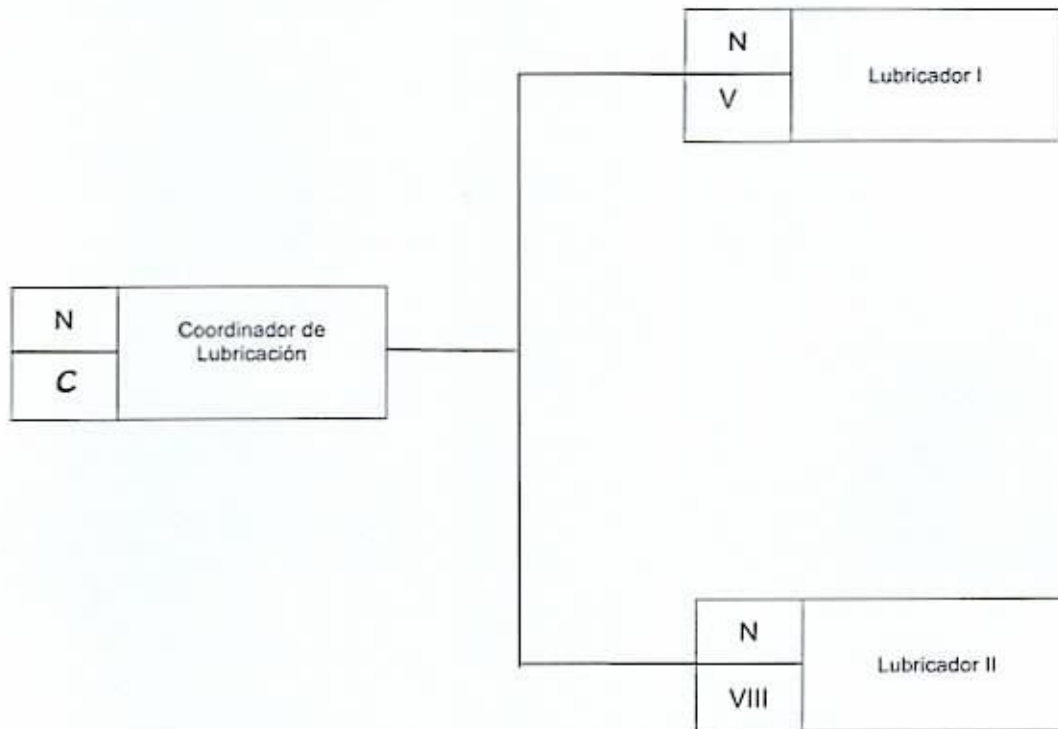 N
V
Lubricador I
N
C
Coordinador de
Lubricación
N
VIII
Lubricador II